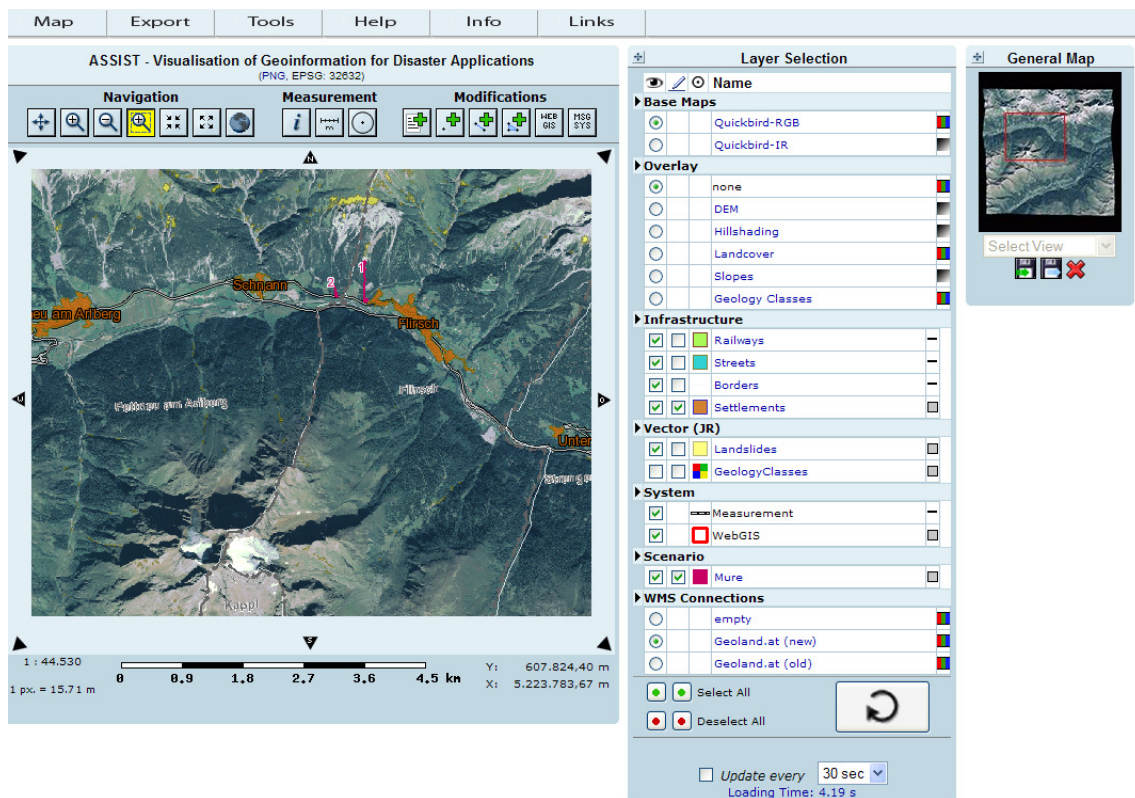 Map Export Tools Help Info Links
ASSIST - Visualisation of Geoinformation for Disaster Applications
(PNG, EPSG: 32632)
Navigation Measurement Modifications
i m WEB GIS MSG SYS
N
W
O
S
1
2
Schnann
eu am Arlberg
Flirsch
Flirsch
Pettneu am Arlberg
Unter
Kappl
1 : 44.530
1 px. = 15.71 m
0 0.9 1.8 2.7 3.6 4.5 km
Y: 607.824,40 m
X: 5.223.783,67 m
Layer Selection
Name
Base Maps
Quickbird-RGB
Quickbird-IR
Overlay
none
DEM
Hillshading
Landcover
Slopes
Geology Classes
Infrastructure
Railways
Streets
Borders
Settlements
Vector (JR)
Landslides
GeologyClasses
System
Measurement
WebGIS
Scenario
Mure
WMS Connections
empty
Geoland.at (new)
Geoland.at (old)
Select All
Deselect All
Update every 30 sec
Loading Time: 4.19 s
General Map
Select View